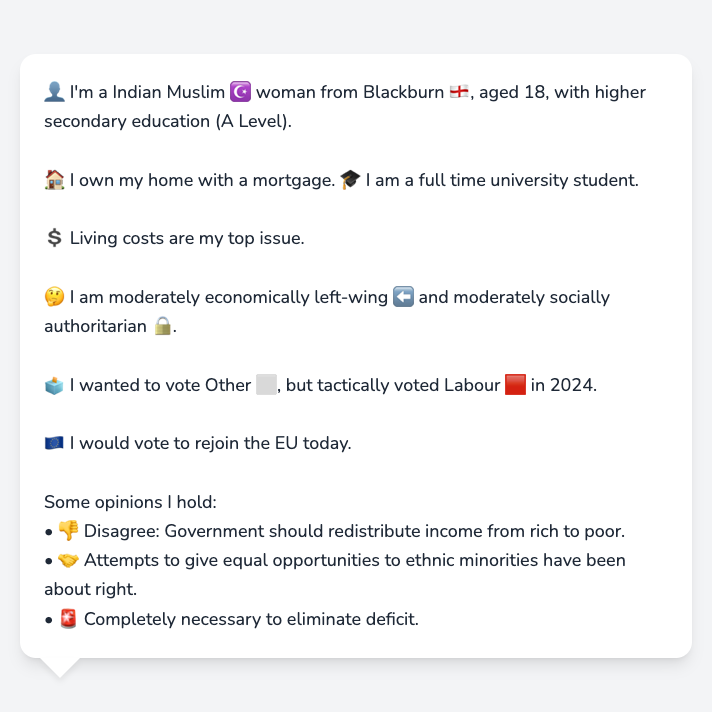 👤 I'm a Indian Muslim ☪️ woman from Blackburn 🏴󠁧󠁢󠁥󠁮󠁧󠁿, aged 18, with higher
secondary education (A Level).
🏠 I own my home with a mortgage. 🎓 I am a full time university student.
💲 Living costs are my top issue.
🤔 I am moderately economically left-wing ⬅️ and moderately socially
authoritarian 🔒.
🗳️ I wanted to vote Other ⬜, but tactically voted Labour 🟥 in 2024.
🇪🇺 I would vote to rejoin the EU today.
Some opinions I hold:
• 👎 Disagree: Government should redistribute income from rich to poor.
• 🤝 Attempts to give equal opportunities to ethnic minorities have been
about right.
• 🚨 Completely necessary to eliminate deficit.